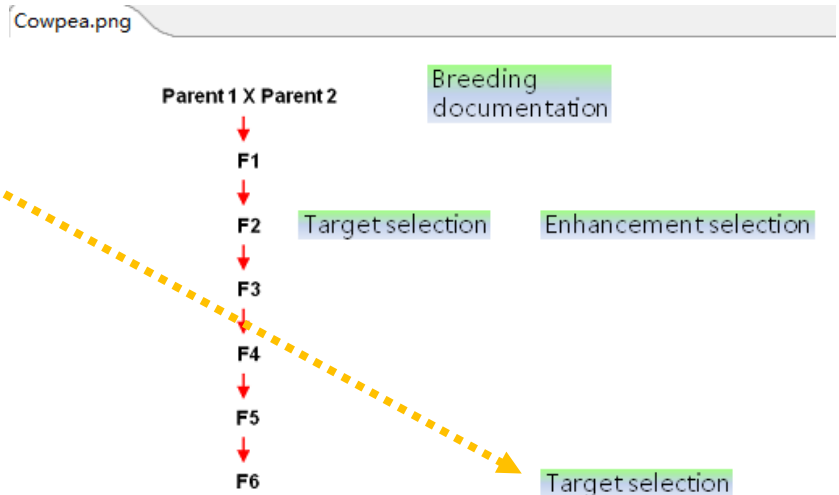 Cowpea.png
Breeding
documentation
Parent 1 X Parent 2
F1
F2 Target selection Enhancement selection
F3
F4
F5
F6 Target selection